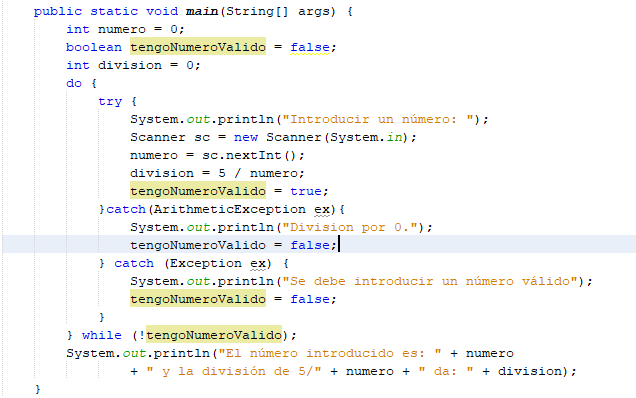 public static void main(String[] args) {
int numero = 0;
boolean tengoNumeroValido = false;
int division = 0;
do {
try {
System.out.println("Introducir un número: ");
Scanner sc = new Scanner(System.in);
numero = sc.nextInt();
division = 5 / numero;
tengoNumeroValido = true;
}catch(ArithmeticException ex){
System.out.println("Division por 0.");
tengoNumeroValido = false;
} catch (Exception ex) {
System.out.println("Se debe introducir un número válido");
tengoNumeroValido = false;
}
} while (!tengoNumeroValido);
System.out.println("El número introducido es: " + numero
+ " y la división de 5/" + numero + " da: " + division);
}